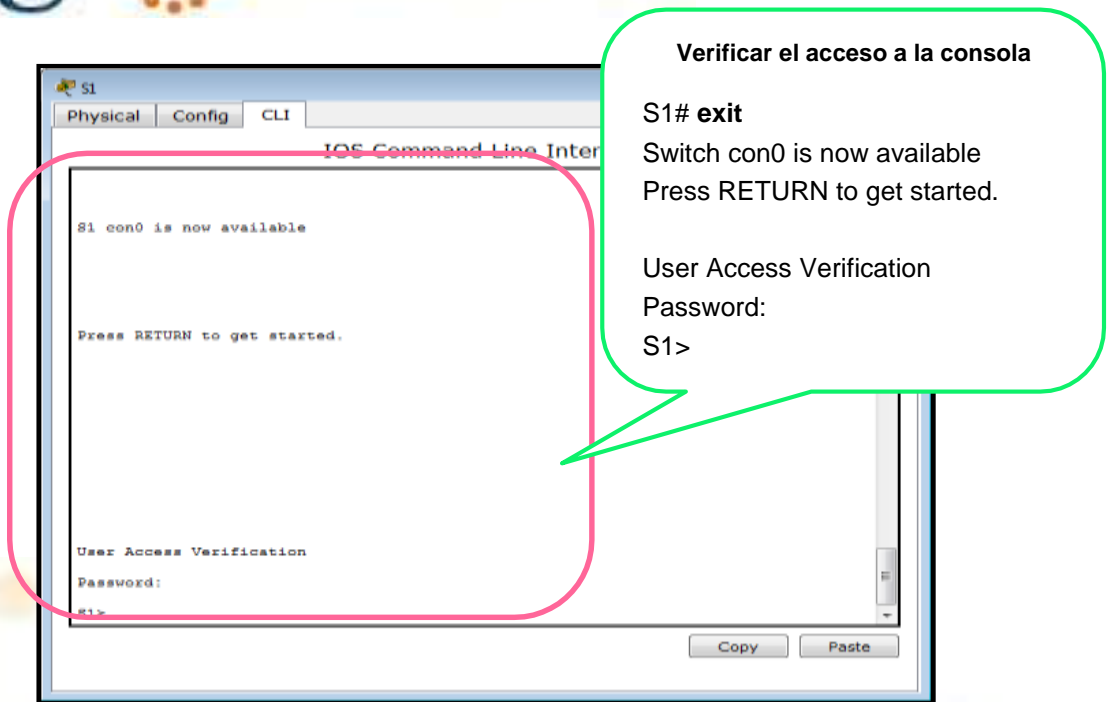 S1
Physical Config CLI
IOS Command Line Inter
S1 con0 is now available
Press RETURN to get started.
User Access Verification
Password:
S1>
Copy Paste
Verificar el acceso a la consola
S1# exit
Switch con0 is now available
Press RETURN to get started.
User Access Verification
Password:
S1>